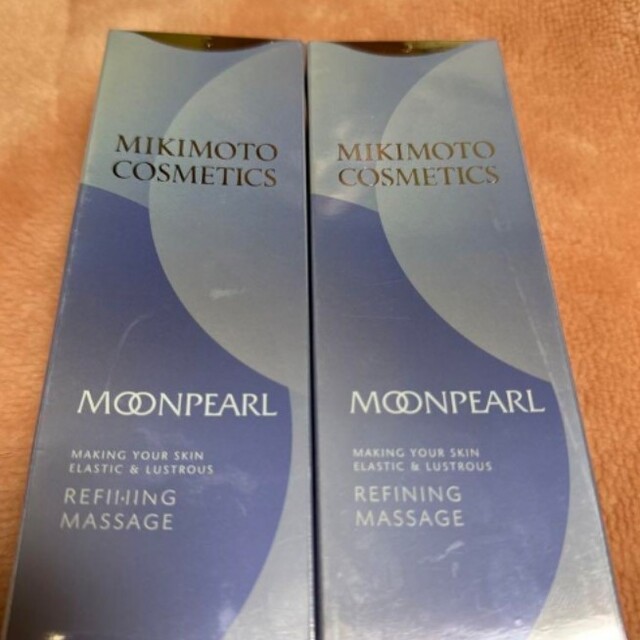 MIKIMOTO
COSMETICS
MOONPEARL
MAKING YOUR SKIN
ELASTIC & LUSTROUS
REFINING
MASSAGE
MIKIMOTO
COSMETICS
MOONPEARL
MAKING YOUR SKIN
ELASTIC & LUSTROUS
REFINING
MASSAGE